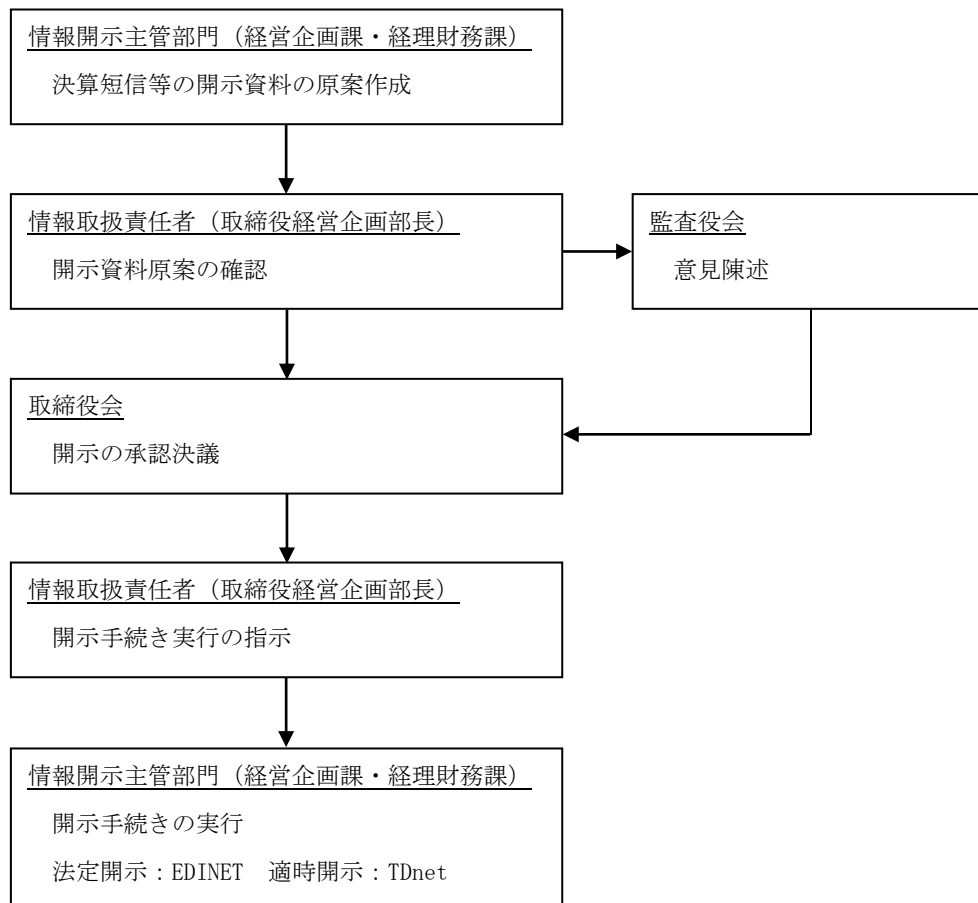 情報開示主管部門（経営企画課・経理財務課）
決算短信等の開示資料の原案作成
情報取扱責任者（取締役経営企画部長）
開示資料原案の確認
監査役会
意見陳述
取締役会
開示の承認決議
情報取扱責任者（取締役経営企画部長）
開示手続き実行の指示
情報開示主管部門（経営企画課・経理財務課）
開示手続きの実行
法定開示：EDINET　適時開示：TDnet